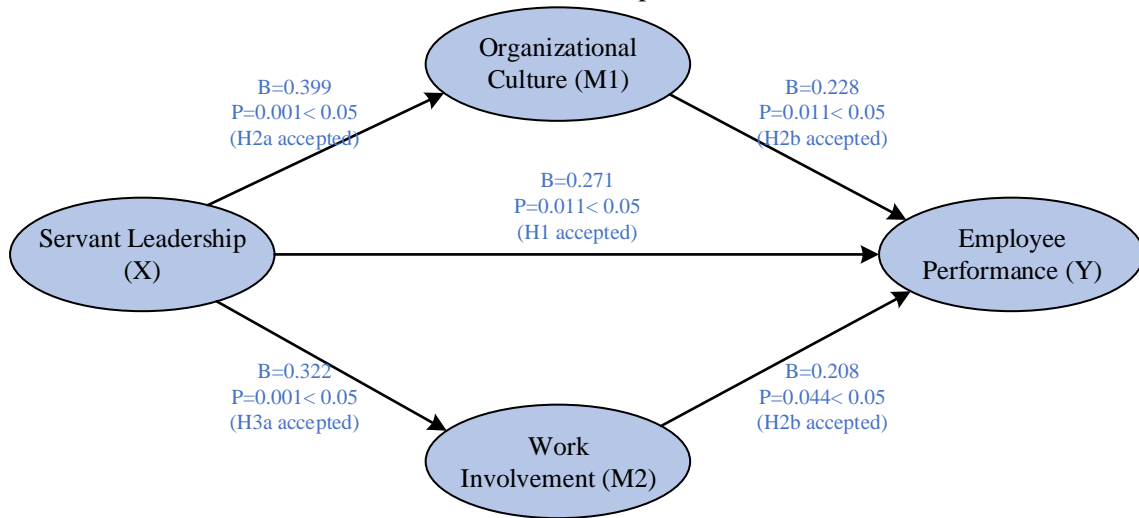 Organizational
Culture (M1)
B=0.399
P=0.001< 0.05
(H2a accepted)
B=0.228
P=0.011< 0.05
(H2b accepted)
B=0.271
P=0.011< 0.05
(H1 accepted)
Servant Leadership
(X)
Employee
Performance (Y)
B=0.322
P=0.001< 0.05
(H3a accepted)
B=0.208
P=0.044< 0.05
(H2b accepted)
Work
Involvement (M2)